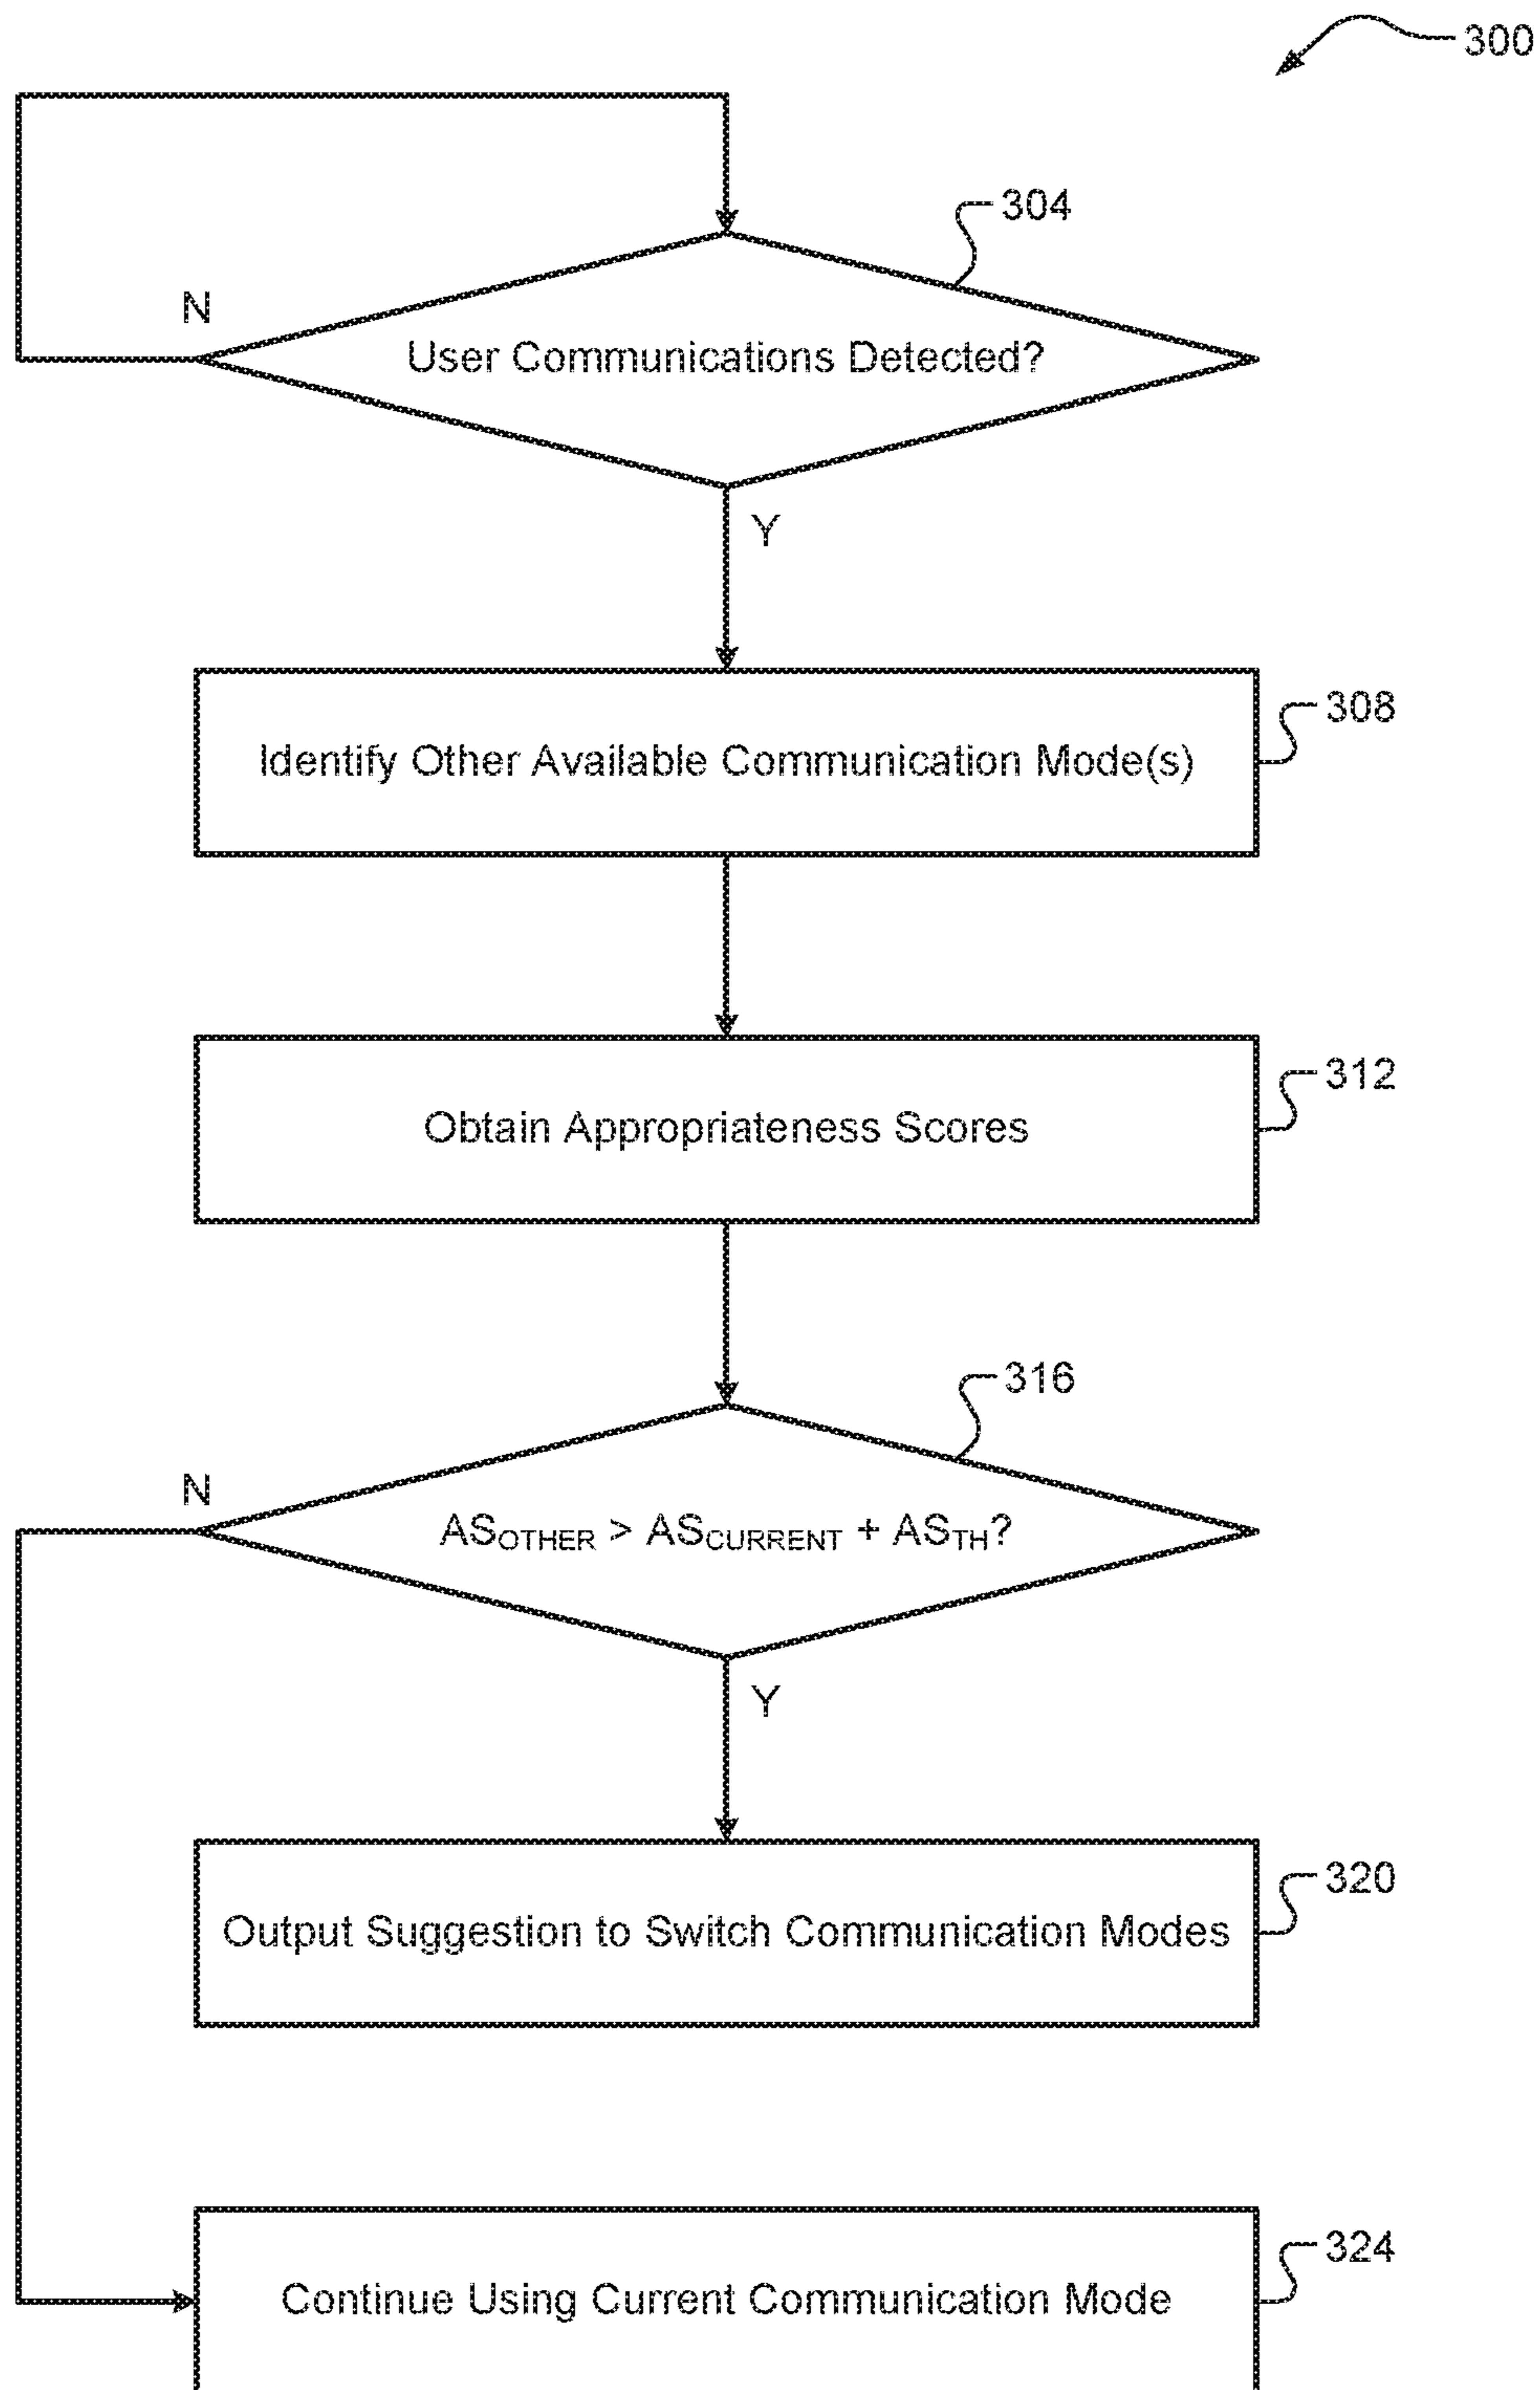 300
304
N
User Communications Detected?
Y
308
Identify Other Available Communication Mode(s)
312
Obtain Appropriateness Scores
316
N
ASOTHER > ASCURRENT + ASTH?
Y
320
Output Suggestion to Switch Communication Modes
324
Continue Using Current Communication Mode